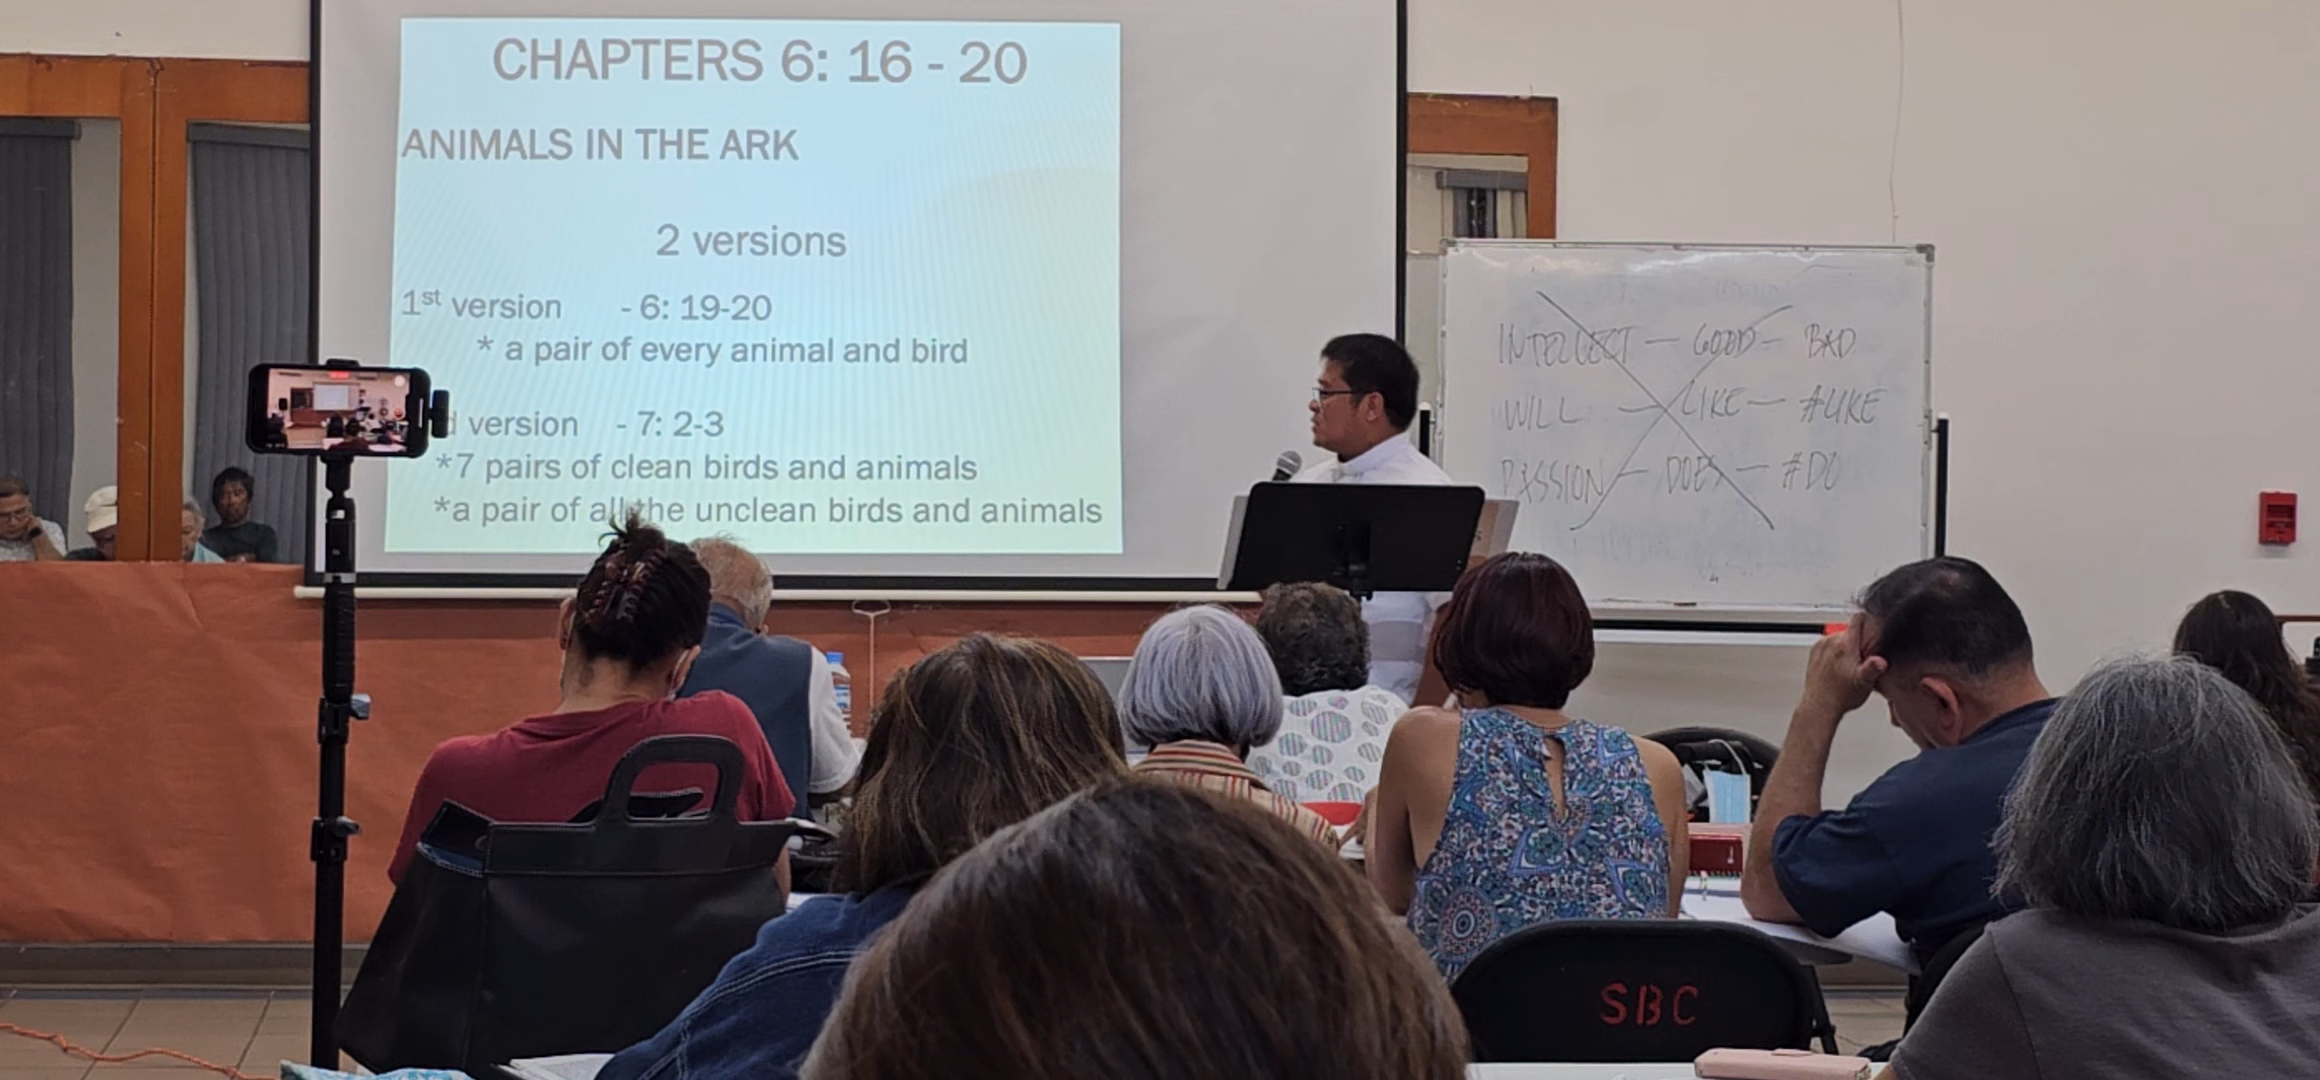 CHAPTERS 6: 16 - 20
ANIMALS IN THE ARK
2 versions
1st version - 6: 19-20
* a pair of every animal and bird
d version - 7: 2-3
*7 pairs of clean birds and animals
*a pair of all the unclean birds and animals
INTELLECT — GOOD — BAD
WILL — LIKE — #LIKE
PASSION — DOES — #DO
SBC